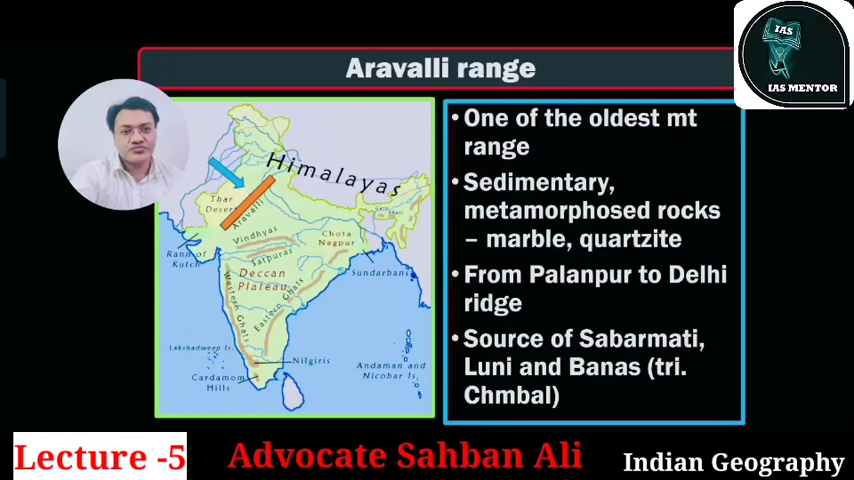 IAS
IAS MENTOR
Aravalli range
Himalayas
Thar
Desert
Aravalli
Vindhyas
Satpuras
Chota
Nagpur
Rann of
Kutch
Deccan
Plateau
Sundarbans
Western Ghats
Eastern Ghats
Lakshadweep Is.
Nilgiris
Andaman and
Nicobar Is.
Cardamom
Hills
• One of the oldest mt
range
• Sedimentary,
metamorphosed rocks
– marble, quartzite
• From Palanpur to Delhi
ridge
• Source of Sabarmati,
Luni and Banas (tri.
Chmbal)
Lecture -5
Advocate Sahban Ali
Indian Geography